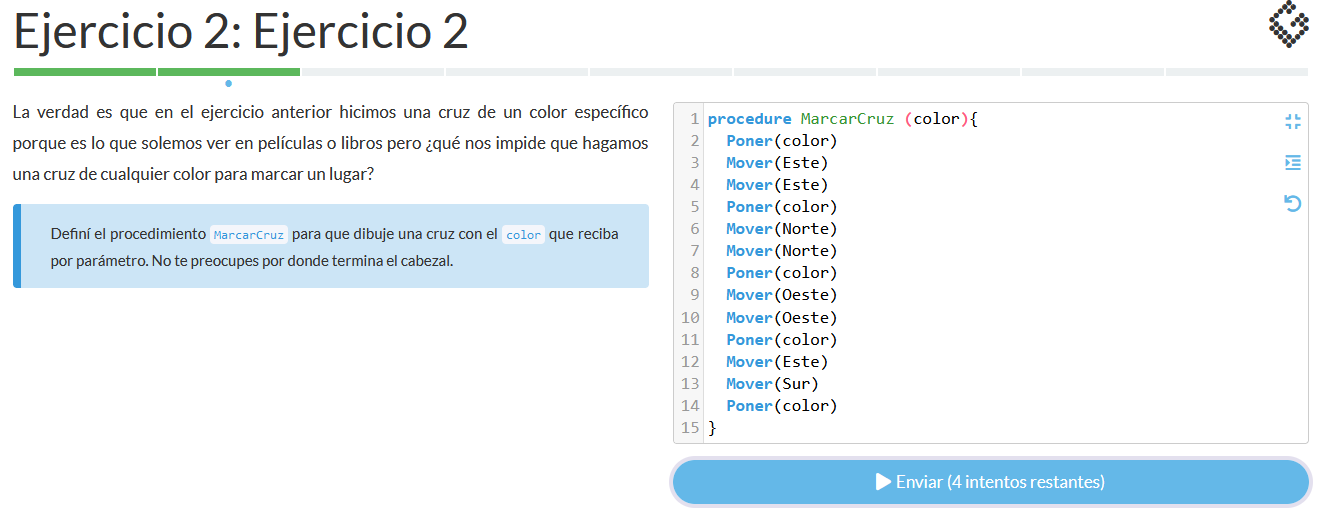 Ejercicio 2: Ejercicio 2
La verdad es que en el ejercicio anterior hicimos una cruz de un color específico
porque es lo que solemos ver en películas o libros pero ¿qué nos impide que hagamos
una cruz de cualquier color para marcar un lugar?
Definí el procedimiento MarcarCruz para que dibuje una cruz con el color que reciba
por parámetro. No te preocupes por donde termina el cabezal.
1 procedure MarcarCruz (color){
2 Poner(color)
3 Mover(Este)
4 Mover(Este)
5 Poner(color)
6 Mover(Norte)
7 Mover(Norte)
8 Poner(color)
9 Mover(Oeste)
10 Mover(Oeste)
11 Poner(color)
12 Mover(Este)
13 Mover(Sur)
14 Poner(color)
15 }
Enviar (4 intentos restantes)